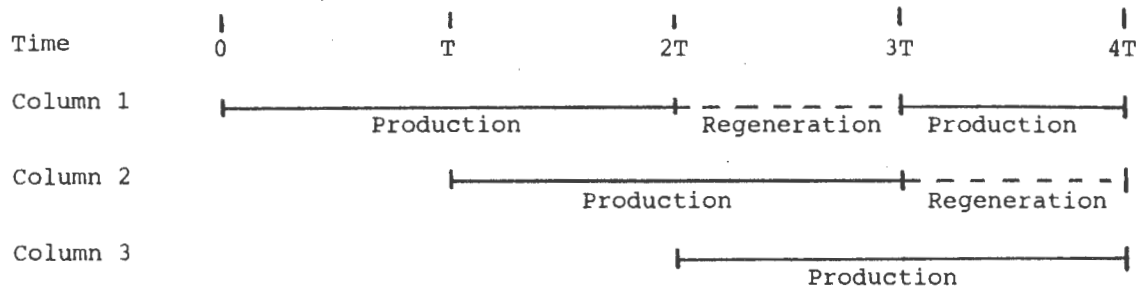 Time 0 T 2T 3T 4T
Column 1
Production Regeneration Production
Column 2
Production Regeneration
Column 3
Production